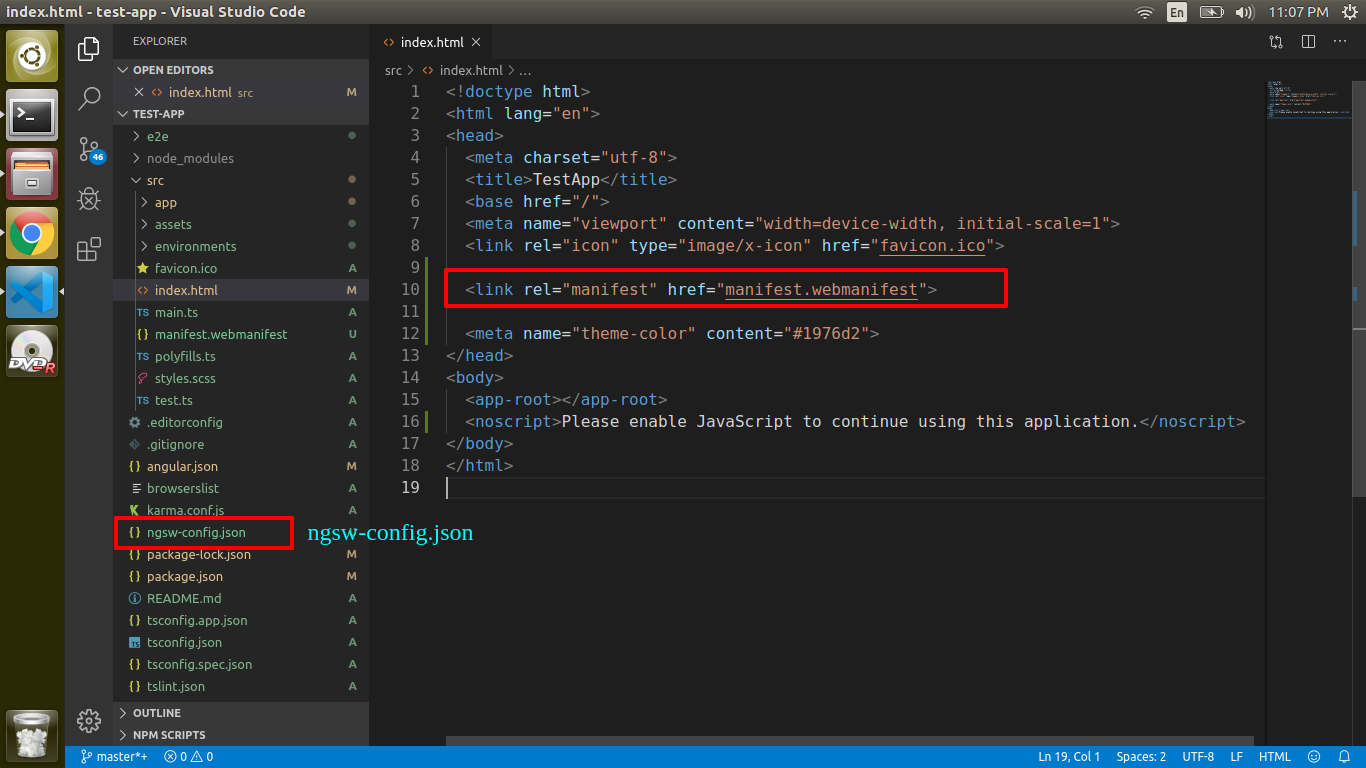 index.html - test-app - Visual Studio Code
En
11:07 PM
EXPLORER
OPEN EDITORS
index.html src M
TEST-APP
e2e
node_modules
src
app
assets
environments
favicon.ico A
index.html M
main.ts A
manifest.webmanifest U
polyfills.ts A
styles.scss A
test.ts A
.editorconfig A
.gitignore A
angular.json M
browserslist A
karma.conf.js A
ngsw-config.json
package-lock.json M
package.json M
README.md A
tsconfig.app.json A
tsconfig.json A
tsconfig.spec.json A
tslint.json A
OUTLINE
NPM SCRIPTS
46
DVD-R
ngsw-config.json
index.html
src > index.html > ...
1 <!doctype html>
2 <html lang="en">
3 <head>
4 <meta charset="utf-8">
5 <title>TestApp</title>
6 <base href="/">
7 <meta name="viewport" content="width=device-width, initial-scale=1">
8 <link rel="icon" type="image/x-icon" href="favicon.ico">
9
10 <link rel="manifest" href="manifest.webmanifest">
11
12 <meta name="theme-color" content="#1976d2">
13 </head>
14 <body>
15 <app-root></app-root>
16 <noscript>Please enable JavaScript to continue using this application.</noscript>
17 </body>
18 </html>
19
master*+ 0 0
Ln 19, Col 1 Spaces: 2 UTF-8 LF HTML